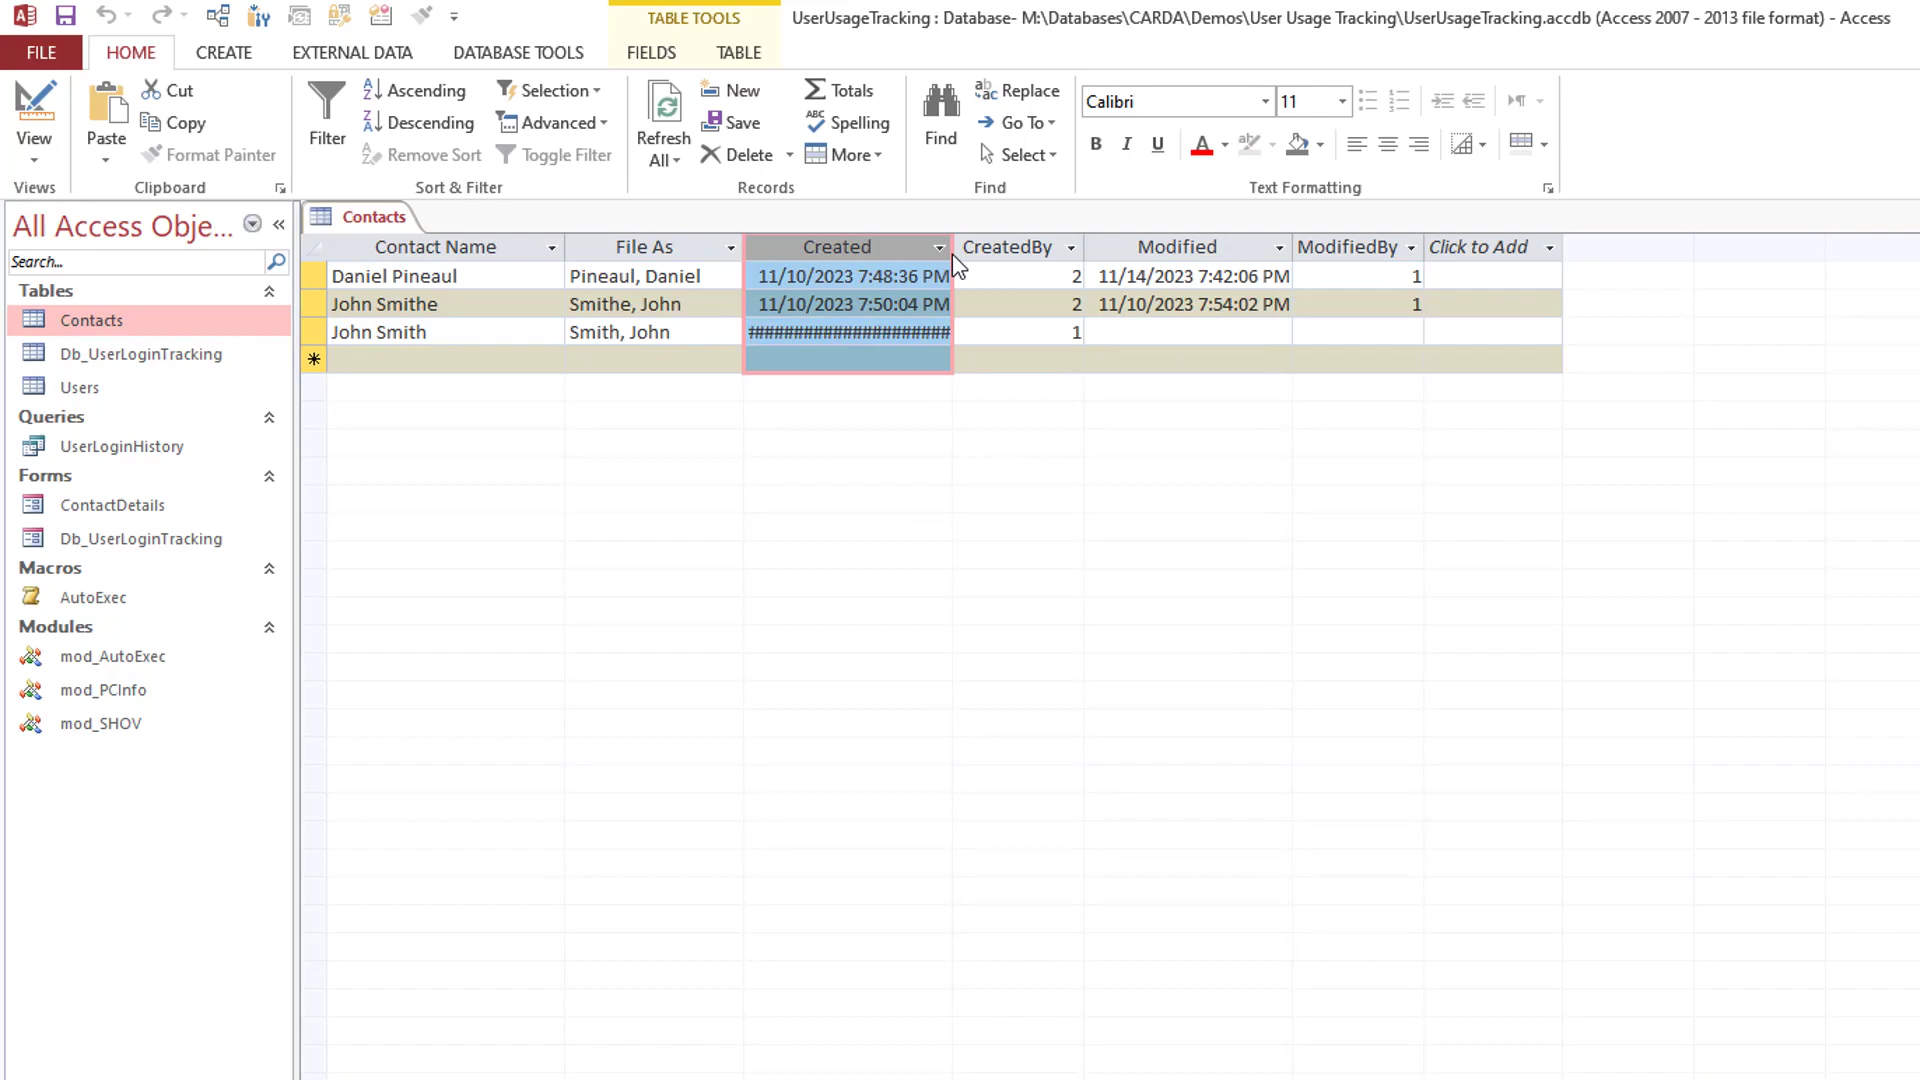 TABLE TOOLS
UserUsageTracking : Database- M:\Databases\CARDA\Demos\User Usage Tracking\UserUsageTracking.accdb (Access 2007 - 2013 file format) - Access
FILE HOME CREATE EXTERNAL DATA DATABASE TOOLS FIELDS TABLE
View
Views
Paste
Cut
Copy
Format Painter
Clipboard
Filter
Ascending
Descending
Remove Sort
Selection
Advanced
Toggle Filter
Sort & Filter
Refresh
All
New
Save
Delete
Totals
Spelling
More
Records
Find
Replace
Go To
Select
Find
Calibri 11
B I U
Text Formatting
All Access Obje...
Search...
Tables
Contacts
Db_UserLoginTracking
Users
Queries
UserLoginHistory
Forms
ContactDetails
Db_UserLoginTracking
Macros
AutoExec
Modules
mod_AutoExec
mod_PCInfo
mod_SHOV
Contacts
Contact Name File As Created CreatedBy Modified ModifiedBy Click to Add
Daniel Pineaul Pineaul, Daniel 11/10/2023 7:48:36 PM 2 11/14/2023 7:42:06 PM 1
John Smithe Smithe, John 11/10/2023 7:50:04 PM 2 11/10/2023 7:54:02 PM 1
John Smith Smith, John ###################### 1